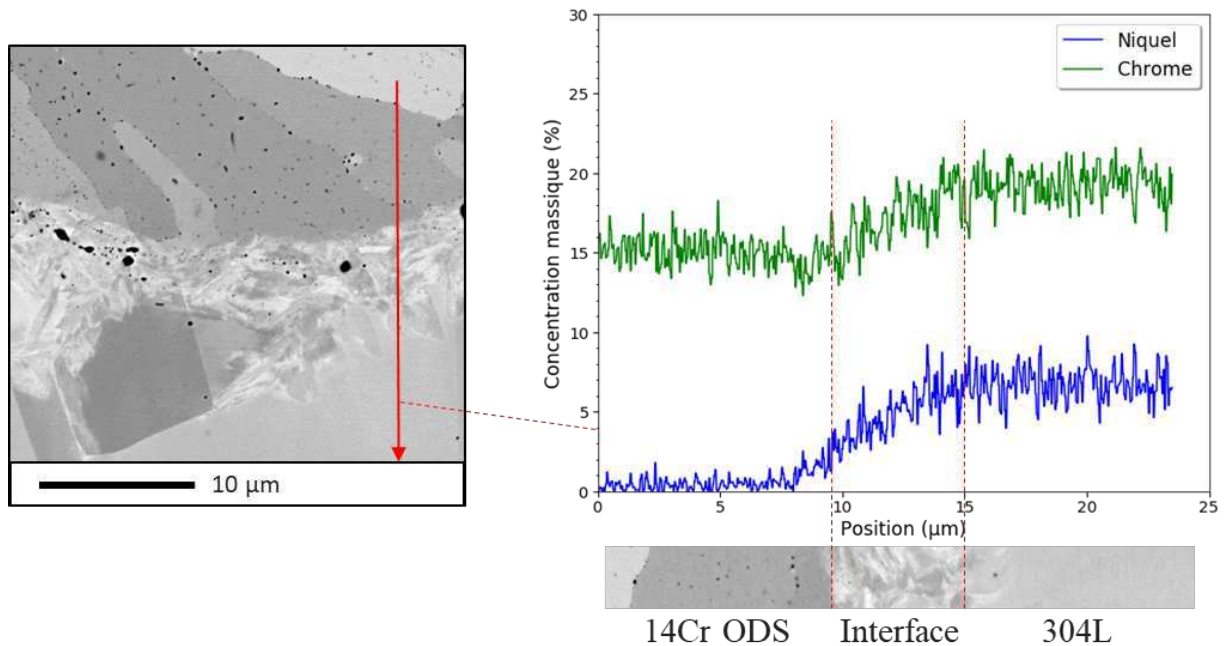 10 μm
30
25
20
15
10
5
0
Concentration massique (%)
Niquel
Chrome
0 5 10 15 20 25
Position (μm)
14Cr ODS Interface 304L